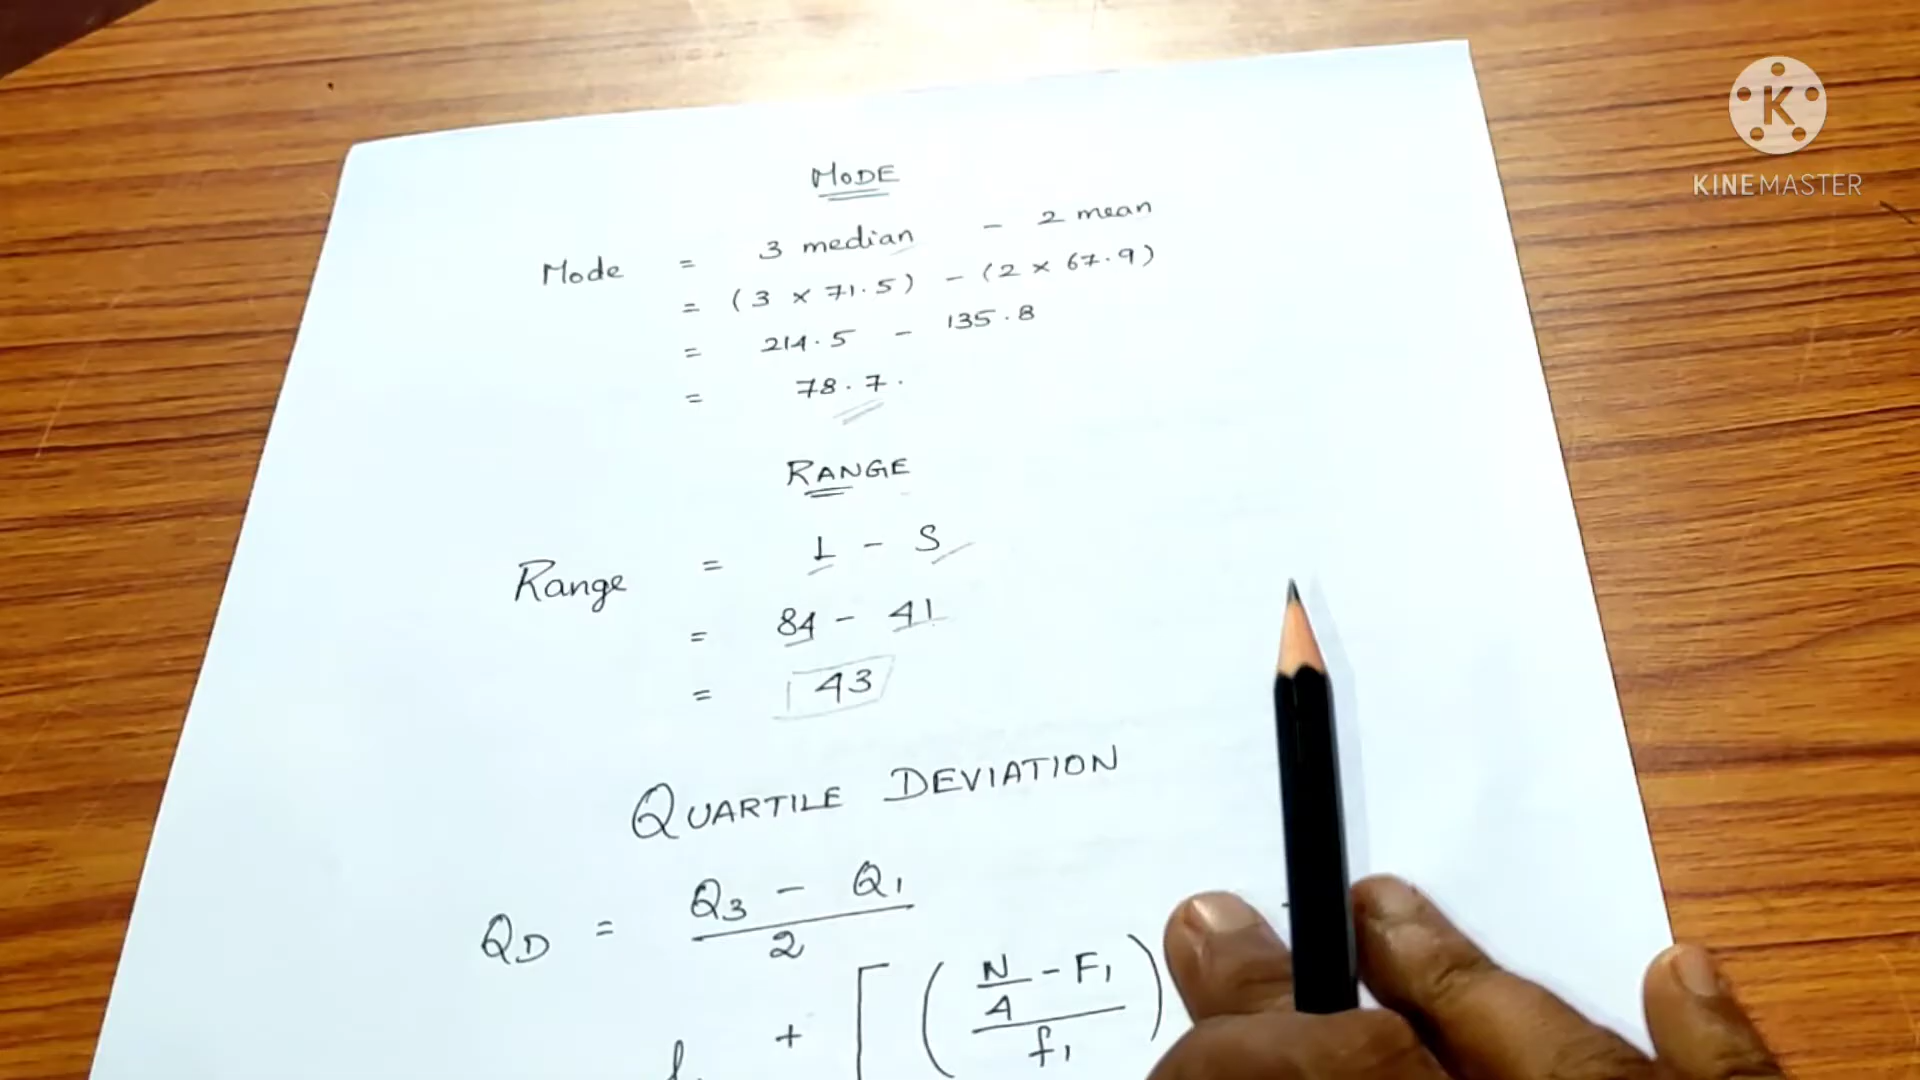 MODE
Mode = 3 median - 2 mean
= (3 × 71.5) - (2 × 67.9)
= 214.5 - 135.8
= 78.7.
RANGE
Range = L - S
= 84 - 41
= 43
QUARTILE DEVIATION
QD = Q3 - Q1
2
+ [ ( N/4 - F1 )
f1
K
KINEMASTER